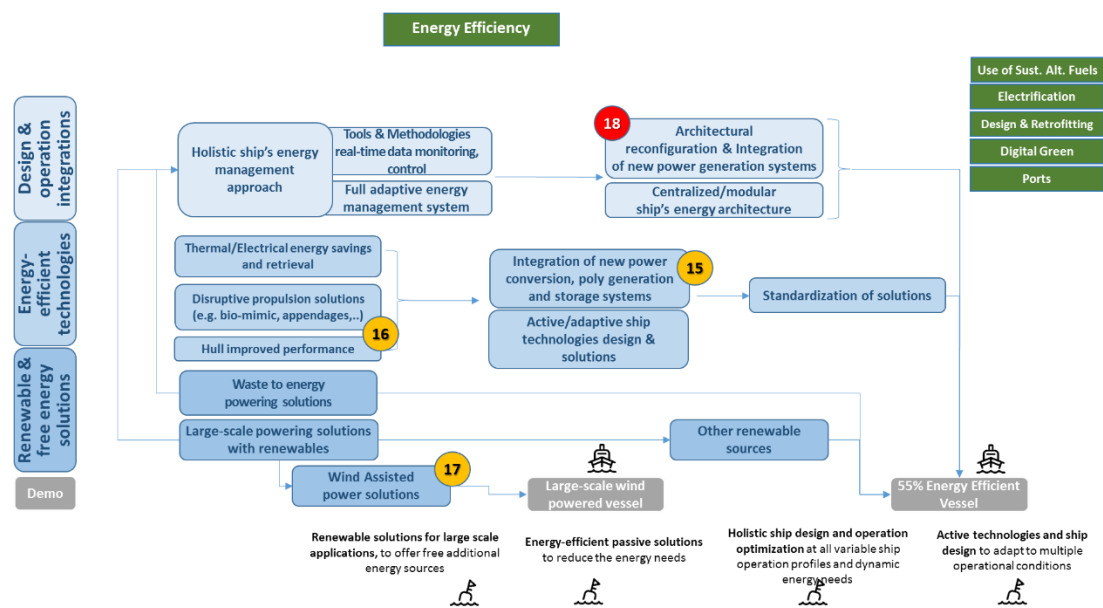 Energy Efficiency
Use of Sust. Alt. Fuels
Electrification
Design & Retrofitting
Digital Green
Ports
Design &
operation
integrations
Holistic ship's energy
management
approach
Tools & Methodologies
real-time data monitoring,
control
Full adaptive energy
management system
18
Architectural
reconfiguration & Integration
of new power generation systems
Centralized/modular
ship's energy architecture
Energy-
efficient
technologies
Thermal/Electrical energy savings
and retrieval
Disruptive propulsion solutions
(e.g. bio-mimic, appendages,..)
16
Hull improved performance
15
Integration of new power
conversion, poly generation
and storage systems
Active/adaptive ship
technologies design &
solutions
Standardization of solutions
Renewable &
free energy
solutions
Waste to energy
powering solutions
Large-scale powering solutions
with renewables
Other renewable
sources
17
Wind Assisted
power solutions
Demo
Large-scale wind
powered vessel
55% Energy Efficient
Vessel
Renewable solutions for large scale
applications, to offer free additional
energy sources
Energy-efficient passive solutions
to reduce the energy needs
Holistic ship design and operation
optimization at all variable ship
operation profiles and dynamic
energy needs
Active technologies and ship
design to adapt to multiple
operational conditions